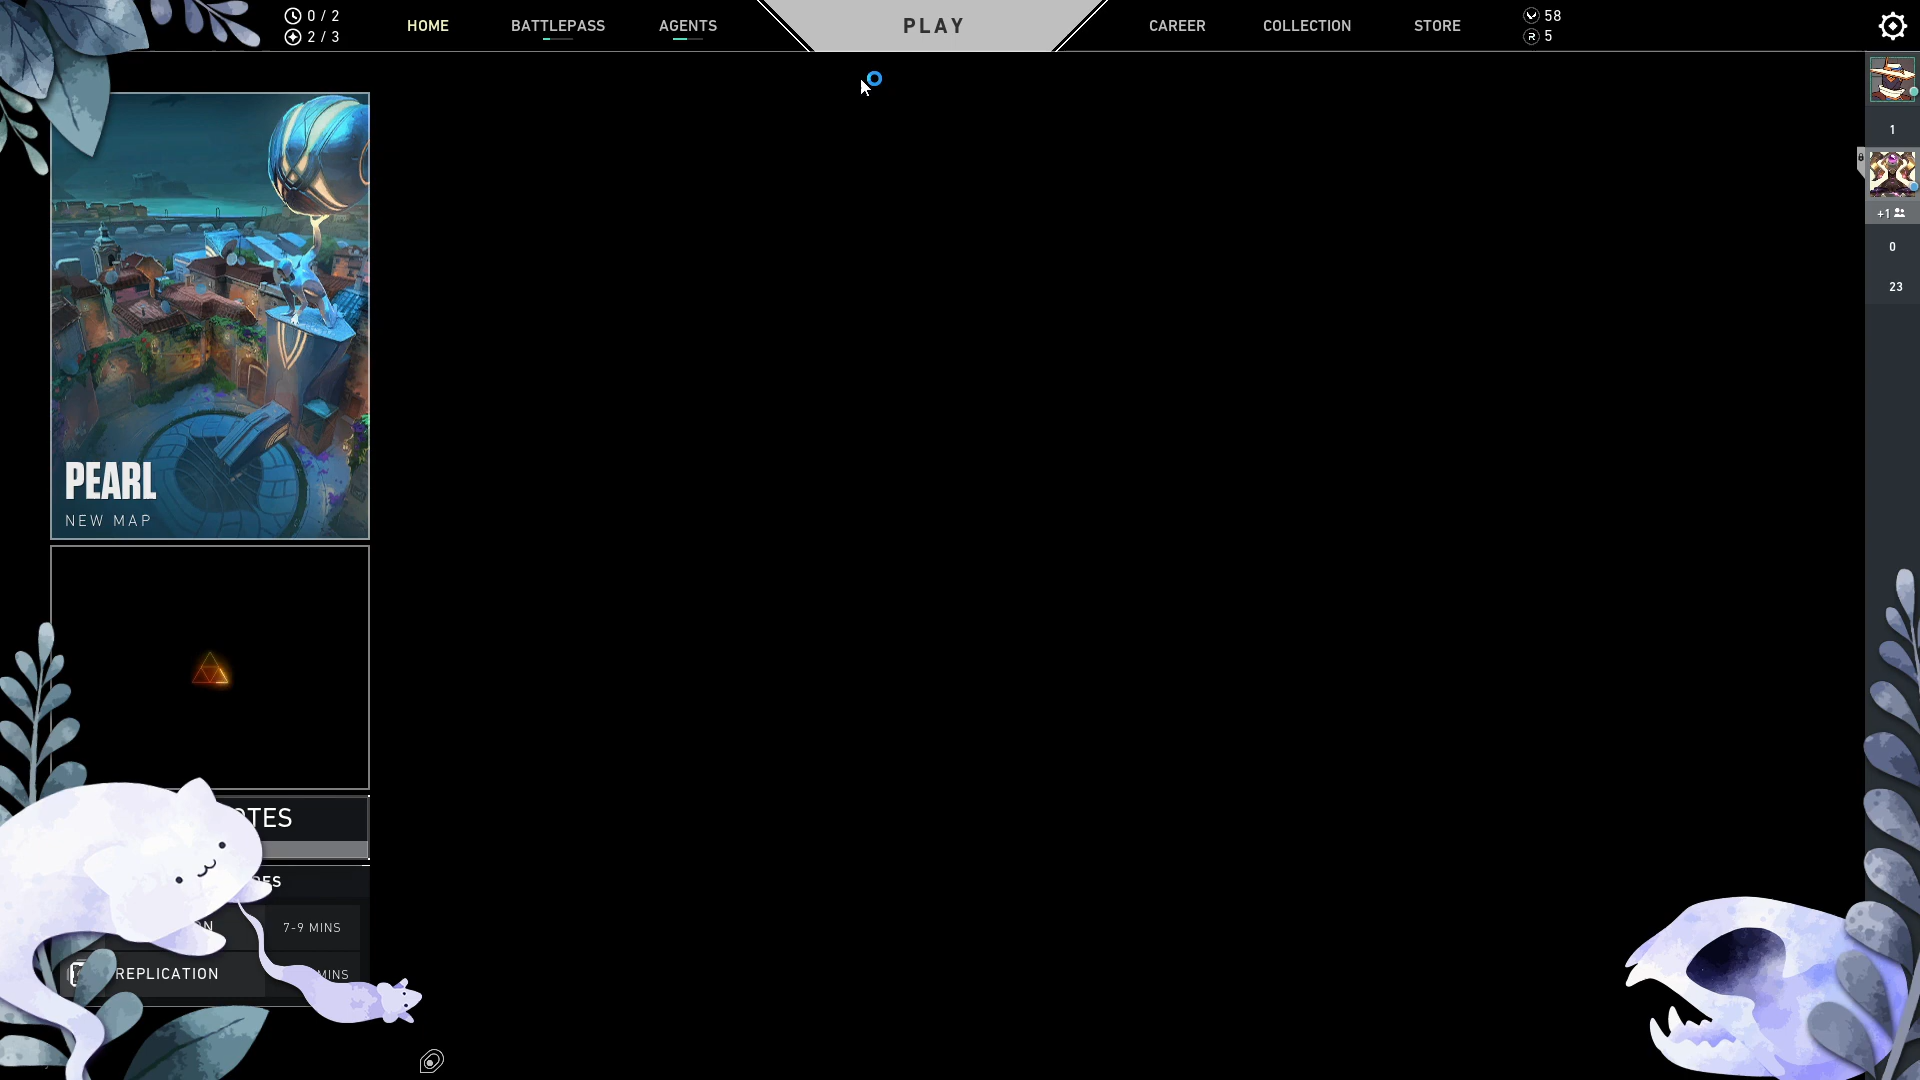 0 / 2
2 / 3
HOME
BATTLEPASS
AGENTS
PLAY
CAREER
COLLECTION
STORE
58
5
1
+1
0
23
PEARL
NEW MAP
7-9 MINS
REPLICATION
MINS